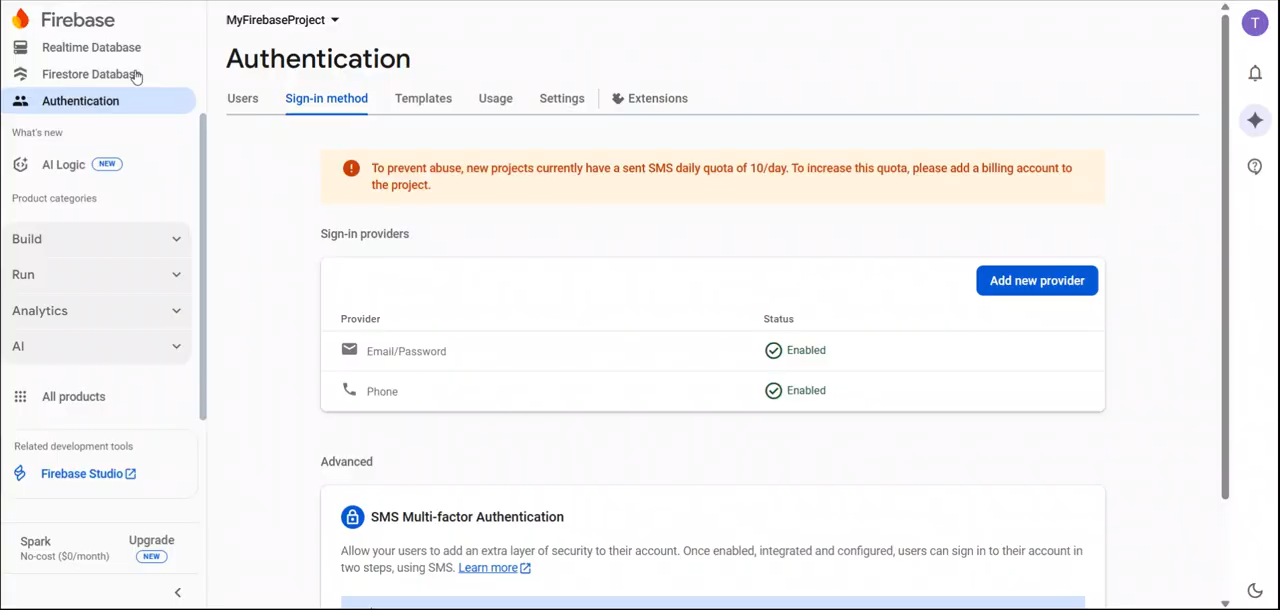 Firebase
Realtime Database
Firestore Database
Authentication
What's new
AI Logic NEW
Product categories
Build
Run
Analytics
AI
All products
Related development tools
Firebase Studio
Spark
No-cost ($0/month)
Upgrade
NEW
MyFirebaseProject
Authentication
Users Sign-in method Templates Usage Settings Extensions
To prevent abuse, new projects currently have a sent SMS daily quota of 10/day. To increase this quota, please add a billing account to
the project.
Sign-in providers
Add new provider
Provider Status
Email/Password Enabled
Phone Enabled
Advanced
SMS Multi-factor Authentication
Allow your users to add an extra layer of security to their account. Once enabled, integrated and configured, users can sign in to their account in
two steps, using SMS. Learn more
T